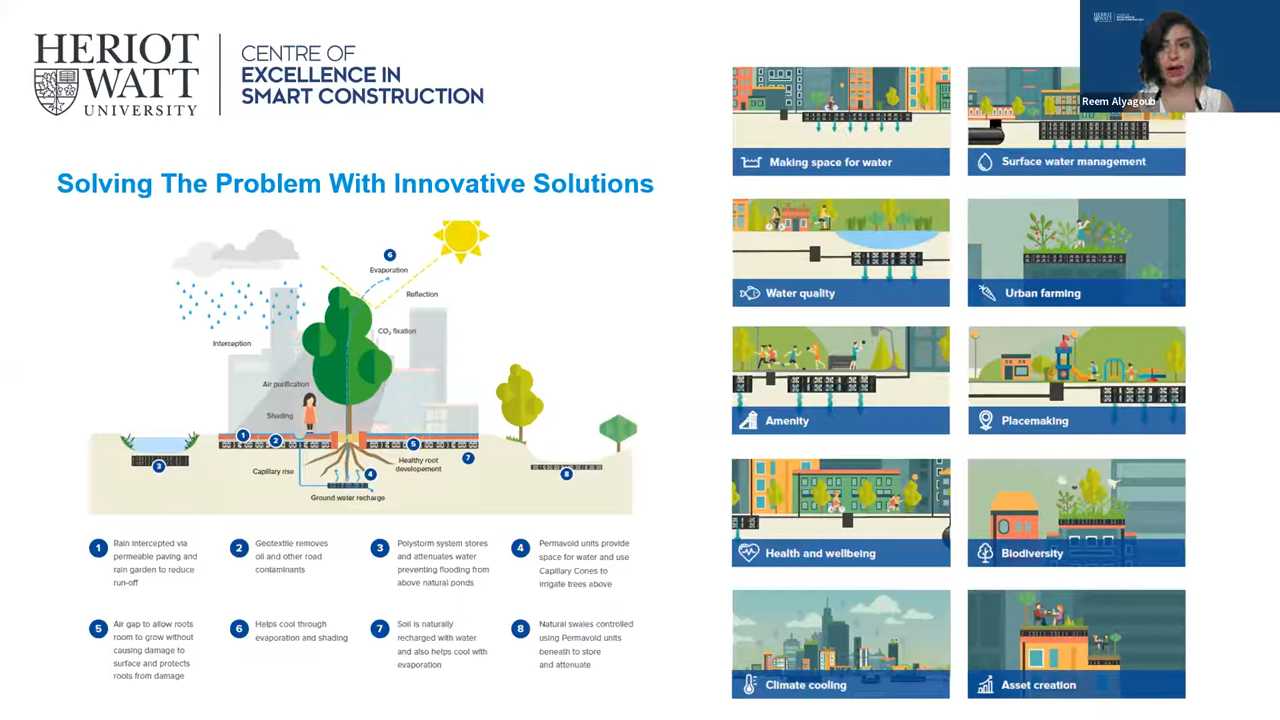 HERIOT
WATT
UNIVERSITY
CENTRE OF
EXCELLENCE IN
SMART CONSTRUCTION
Reem Alyagoub
Solving The Problem With Innovative Solutions
6
Evaporation
Reflection
CO₂ fixation
Interception
Air purification
Shading
1
2
3
4
5
7
8
Capillary rise
Healthy root
developement
Ground water recharge
1
Rain intercepted via
permeable paving and
rain garden to reduce
run-off
2
Geotextile removes
oil and other road
contaminants
3
Polystorm system stores
and attenuates water
preventing flooding from
above natural ponds
4
Permavoid units provide
space for water and use
Capillary Cones to
irrigate trees above
5
Air gap to allow roots
room to grow without
causing damage to
surface and protects
roots from damage
6
Helps cool through
evaporation and shading
7
Soil is naturally
recharged with water
and also helps cool with
evaporation
8
Natural swales controlled
using Permavoid units
beneath to store
and attenuate
Making space for water
Surface water management
Water quality
Urban farming
Amenity
Placemaking
Health and wellbeing
Biodiversity
Climate cooling
Asset creation